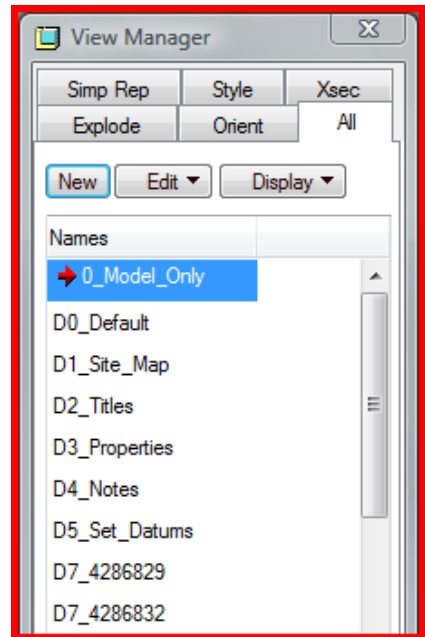 View Manager
Simp Rep Style Xsec
Explode Orient All
New Edit Display
Names
0_Model_Only
D0_Default
D1_Site_Map
D2_Titles
D3_Properties
D4_Notes
D5_Set_Datums
D7_4286829
D7_4286832